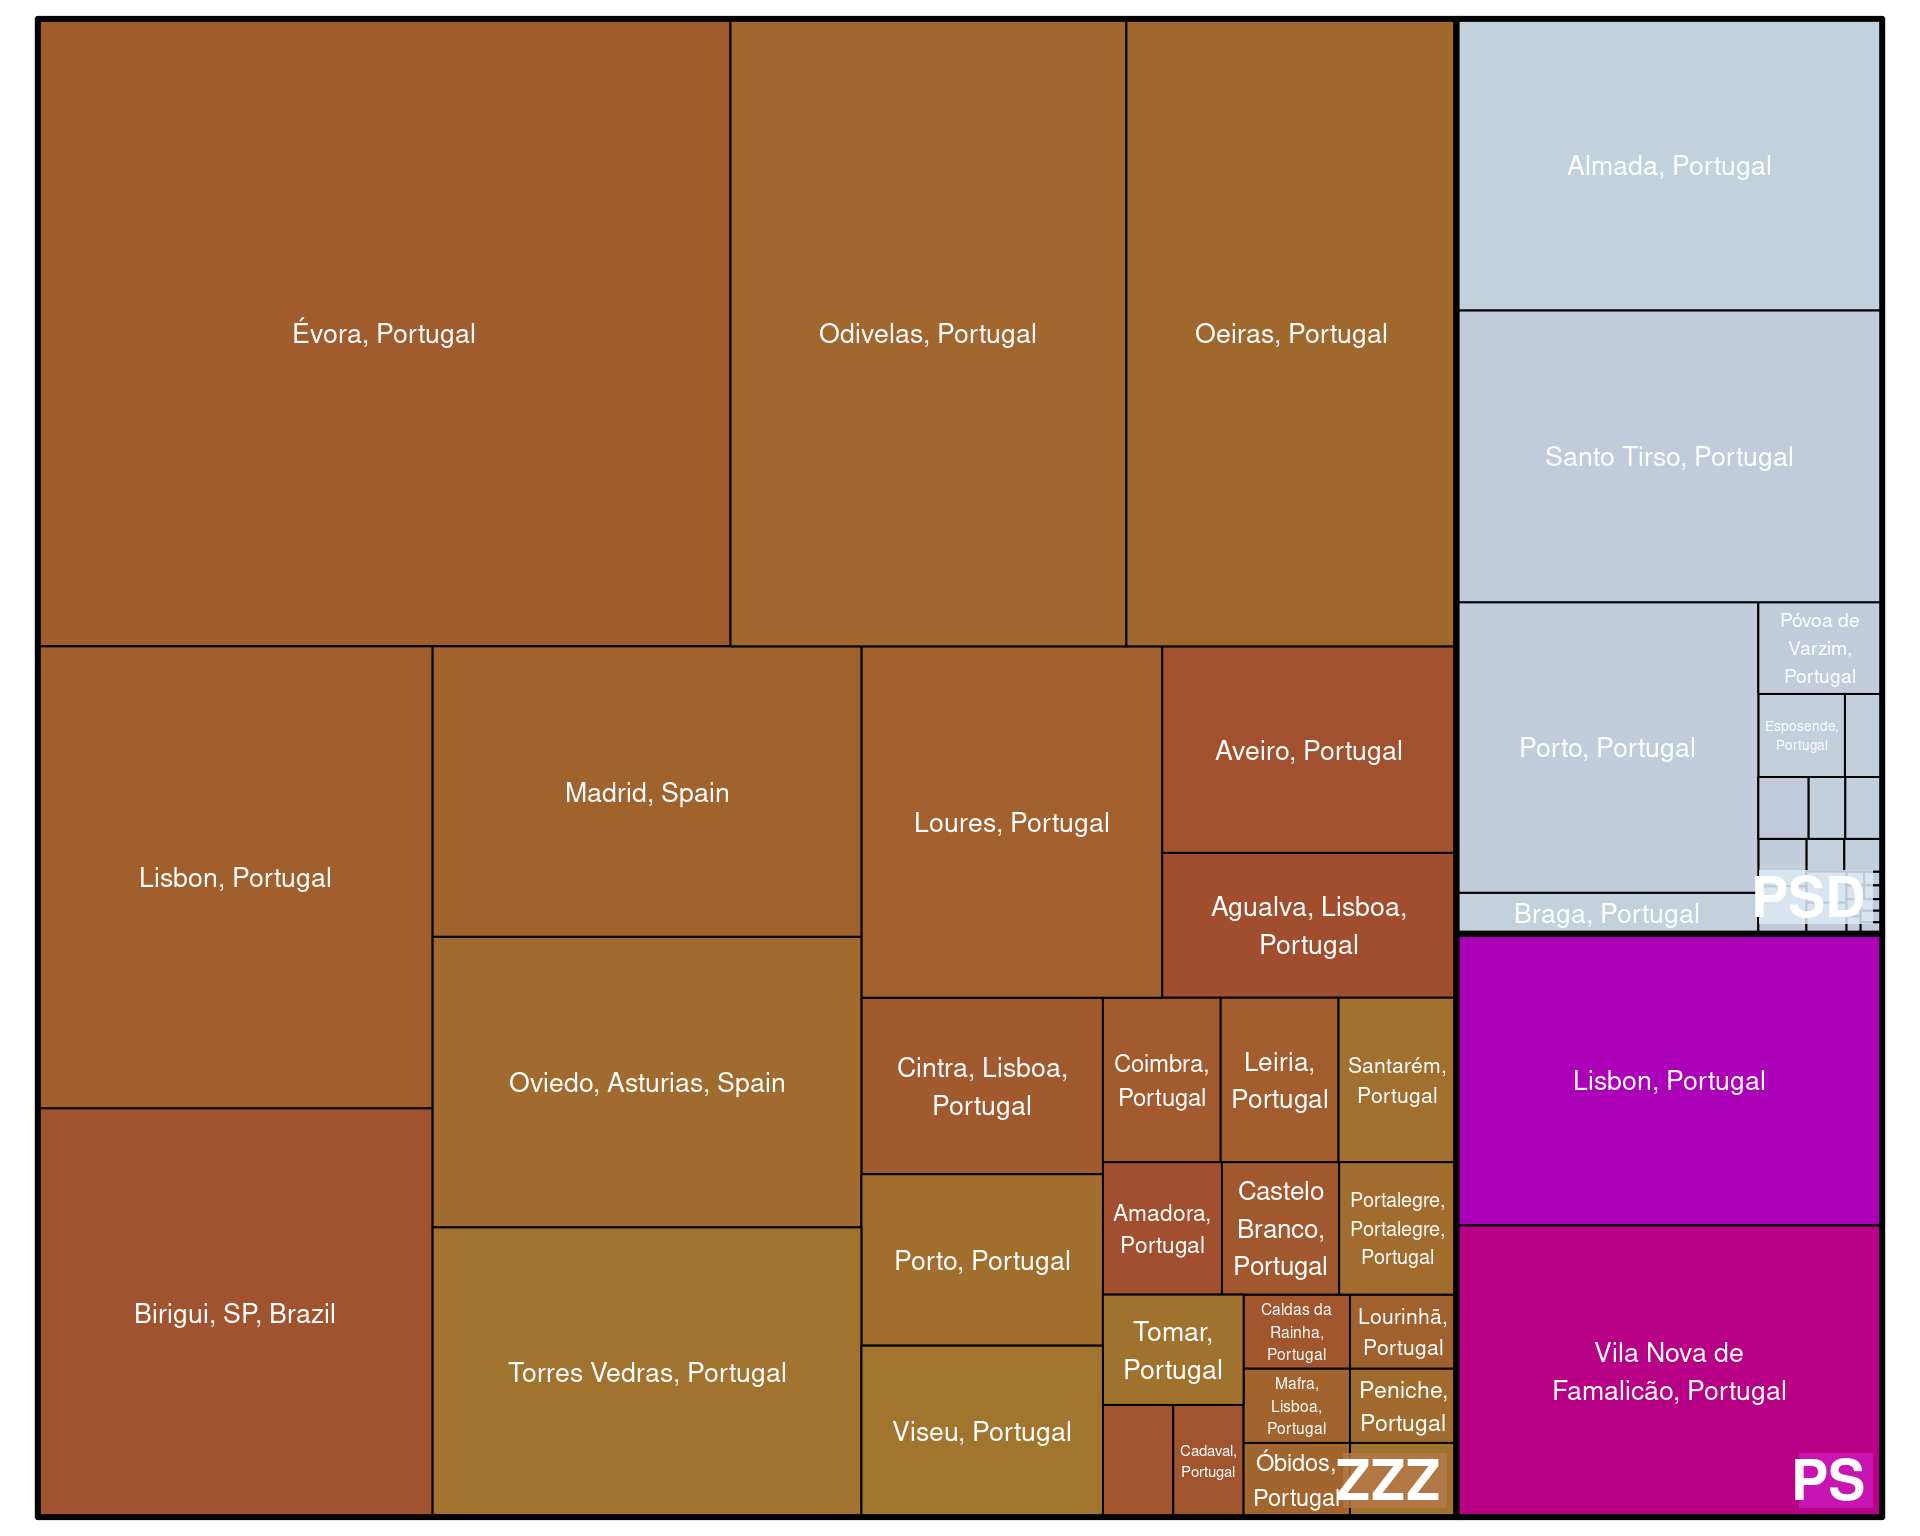 Évora, Portugal
Odivelas, Portugal
Oeiras, Portugal
Almada, Portugal
Santo Tirso, Portugal
Porto, Portugal
Póvoa de
Varzim,
Portugal
Esposende,
Portugal
Braga, Portugal
PSD
Lisbon, Portugal
Madrid, Spain
Loures, Portugal
Aveiro, Portugal
Agualva, Lisboa,
Portugal
Oviedo, Asturias, Spain
Cintra, Lisboa,
Portugal
Coimbra,
Portugal
Leiria,
Portugal
Santarém,
Portugal
Amadora,
Portugal
Castelo
Branco,
Portugal
Portalegre,
Portalegre,
Portugal
Birigui, SP, Brazil
Torres Vedras, Portugal
Porto, Portugal
Viseu, Portugal
Tomar,
Portugal
Caldas da
Rainha,
Portugal
Lourinhã,
Portugal
Mafra,
Lisboa,
Portugal
Peniche,
Portugal
Cadaval,
Portugal
Óbidos,
Portugal
ZZZ
Lisbon, Portugal
Vila Nova de
Famalicão, Portugal
PS